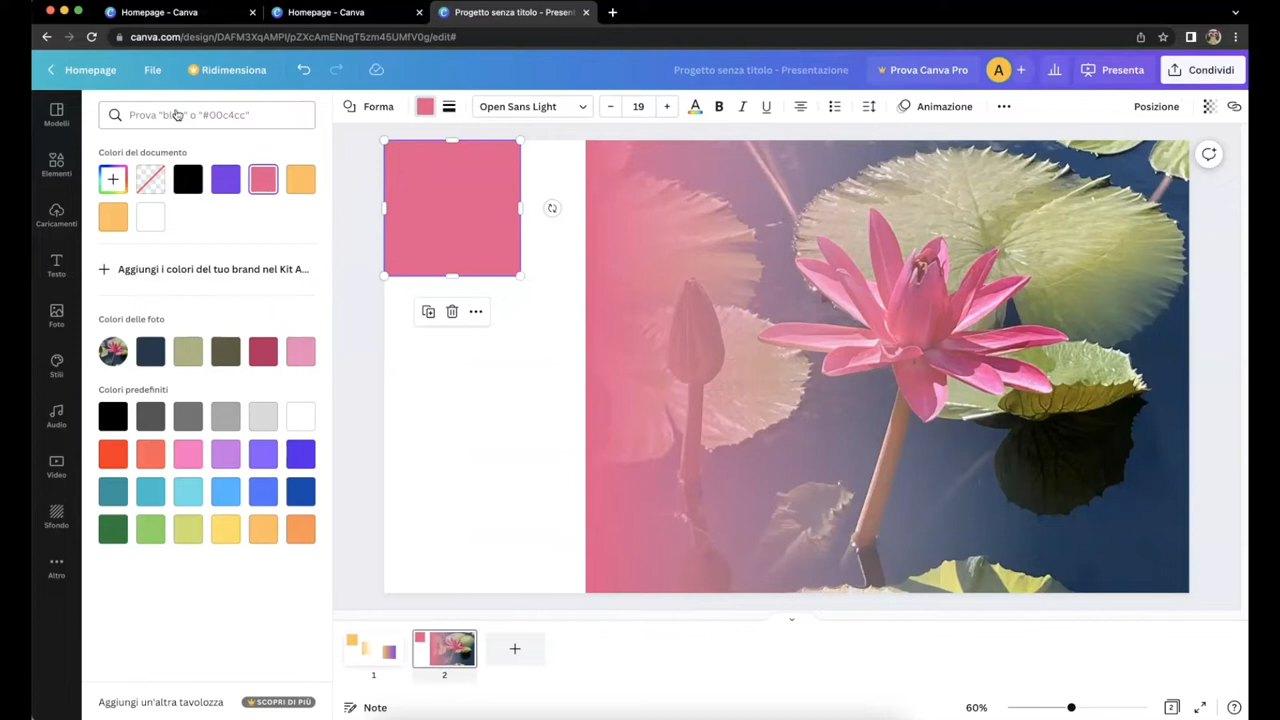 Homepage - Canva
Homepage - Canva
Progetto senza titolo - Present
canva.com/design/DAFM3XqAMPI/pZXcAmENngT5zm45UMfV0g/edit#
Homepage
File
Ridimensiona
Progetto senza titolo - Presentazione
Prova Canva Pro
A
Presenta
Condividi
Forma
Open Sans Light
19
A
B
I
U
Animazione
Posizione
Modelli
Elementi
Caricamenti
Testo
Foto
Stili
Audio
Video
Sfondo
Altro
Colori del documento
Aggiungi i colori del tuo brand nel Kit A...
Colori delle foto
Colori predefiniti
Aggiungi un'altra tavolozza
SCOPRI DI PIÙ
1
2
Note
60%
2